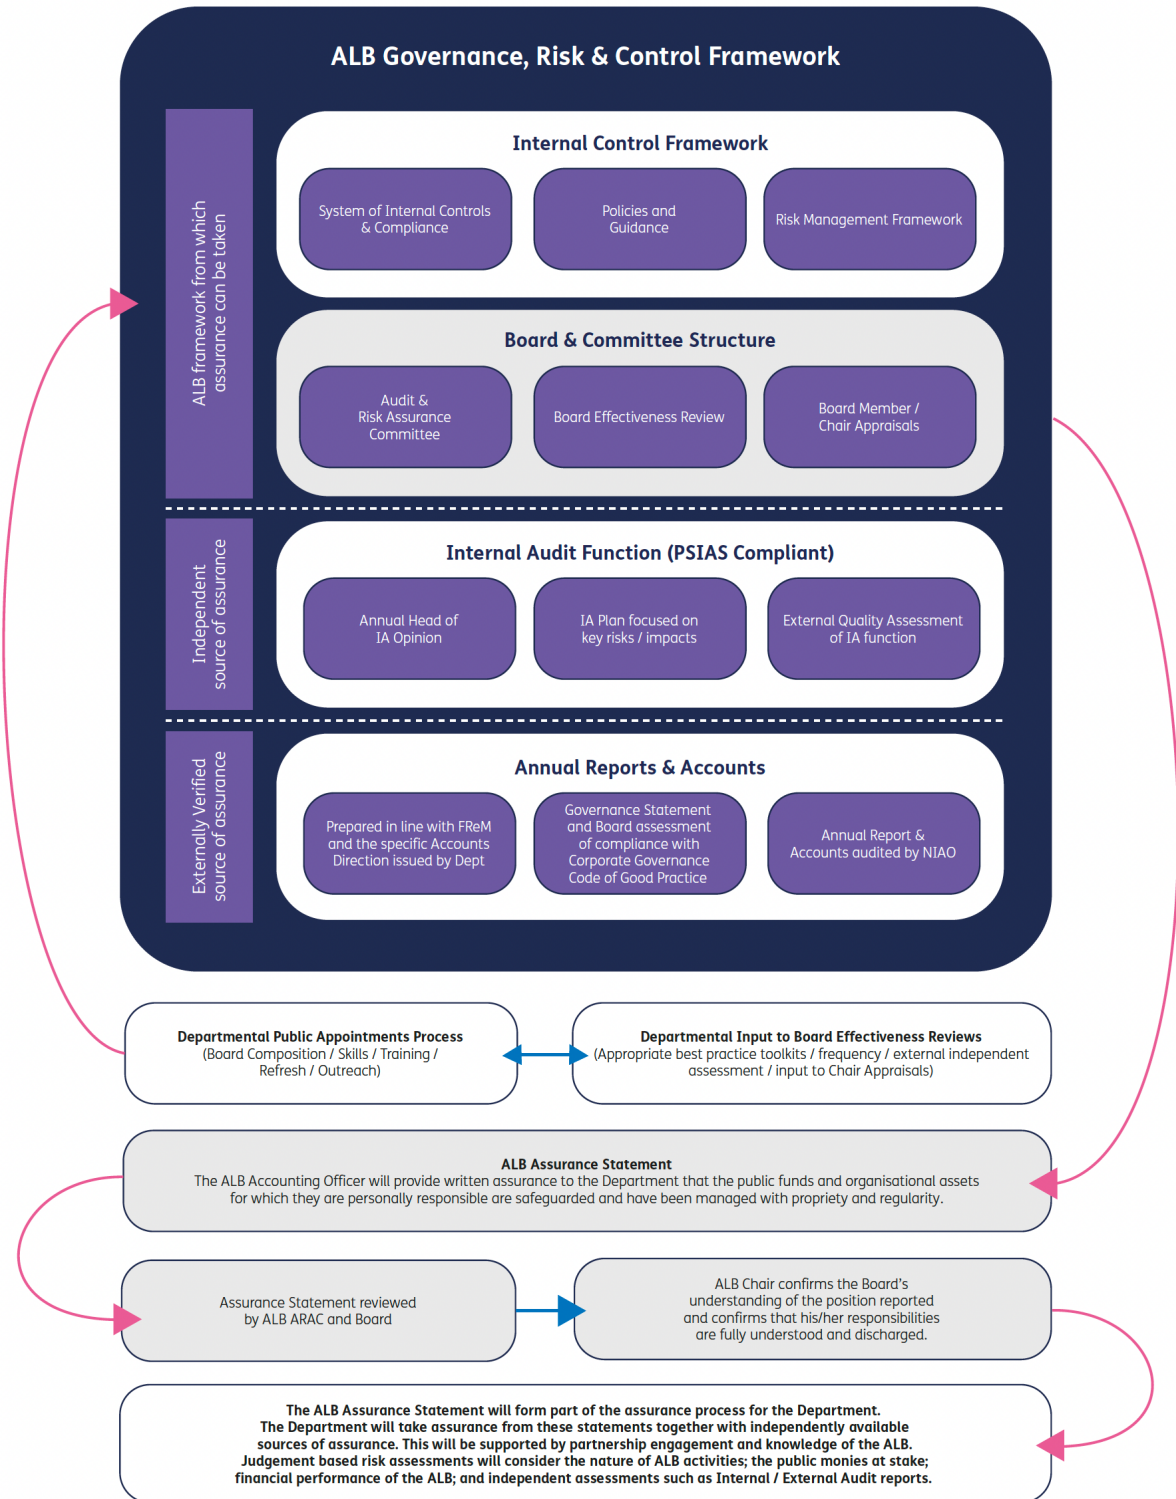 ALB Governance, Risk & Control Framework
ALB framework from which
assurance can be taken
Internal Control Framework
System of Internal Controls
& Compliance
Policies and
Guidance
Risk Management Framework
Board & Committee Structure
Audit &
Risk Assurance
Committee
Board Effectiveness Review
Board Member /
Chair Appraisals
Independent
source of assurance
Internal Audit Function (PSIAS Compliant)
Annual Head of
IA Opinion
IA Plan focused on
key risks / impacts
External Quality Assessment
of IA function
Externally Verified
source of assurance
Annual Reports & Accounts
Prepared in line with FReM
and the specific Accounts
Direction issued by Dept
Governance Statement
and Board assessment
of compliance with
Corporate Governance
Code of Good Practice
Annual Report &
Accounts audited by NIAO
Departmental Public Appointments Process
(Board Composition / Skills / Training /
Refresh / Outreach)
Departmental Input to Board Effectiveness Reviews
(Appropriate best practice toolkits / frequency / external independent
assessment / input to Chair Appraisals)
ALB Assurance Statement
The ALB Accounting Officer will provide written assurance to the Department that the public funds and organisational assets
for which they are personally responsible are safeguarded and have been managed with propriety and regularity.
Assurance Statement reviewed
by ALB ARAC and Board
ALB Chair confirms the Board's
understanding of the position reported
and confirms that his/her responsibilities
are fully understood and discharged.
The ALB Assurance Statement will form part of the assurance process for the Department.
The Department will take assurance from these statements together with independently available
sources of assurance. This will be supported by partnership engagement and knowledge of the ALB.
Judgement based risk assessments will consider the nature of ALB activities; the public monies at stake;
financial performance of the ALB; and independent assessments such as Internal / External Audit reports.